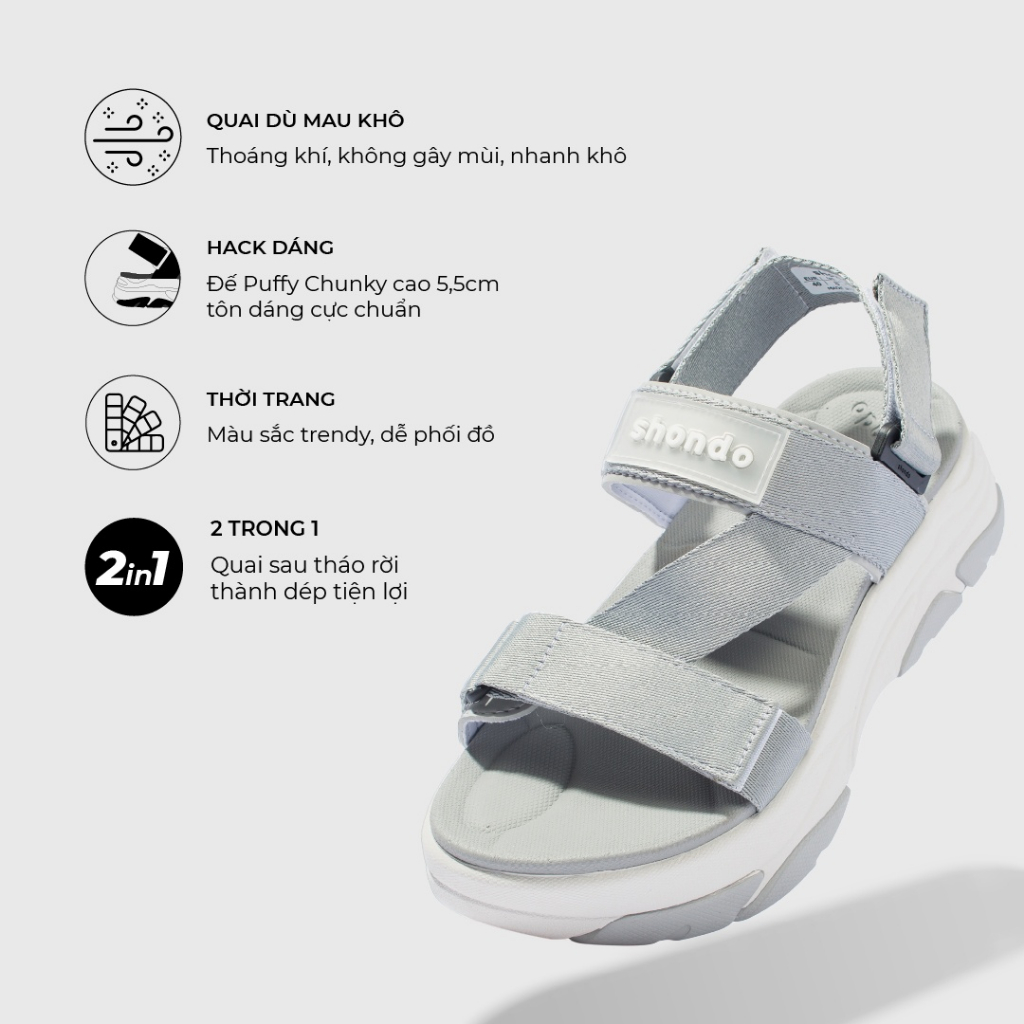 QUAI DÙ MAU KHÔ
Thoáng khí, không gây mùi, nhanh khô
HACK DÁNG
Đế Puffy Chunky cao 5,5cm
tôn dáng cực chuẩn
THỜI TRANG
Màu sắc trendy, dễ phối đồ
2in1
2 TRONG 1
Quai sau tháo rời
thành dép tiện lợi
shondo